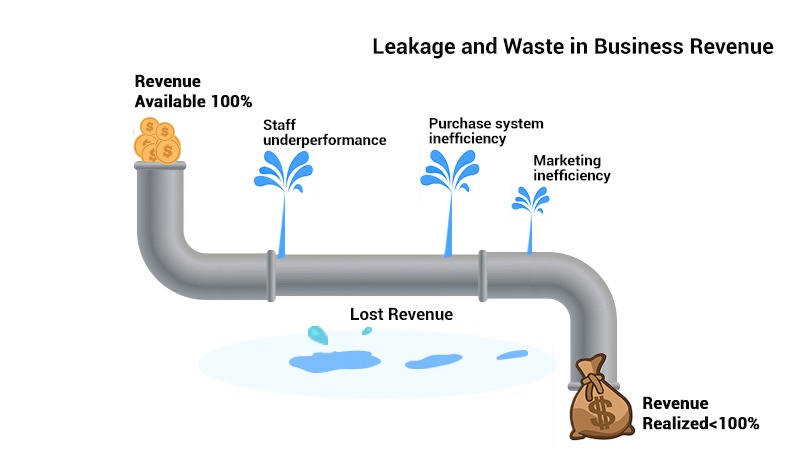 Leakage and Waste in Business Revenue
Revenue
Available 100%
Staff
underperformance
Purchase system
inefficiency
Marketing
inefficiency
Lost Revenue
Revenue
Realized<100%